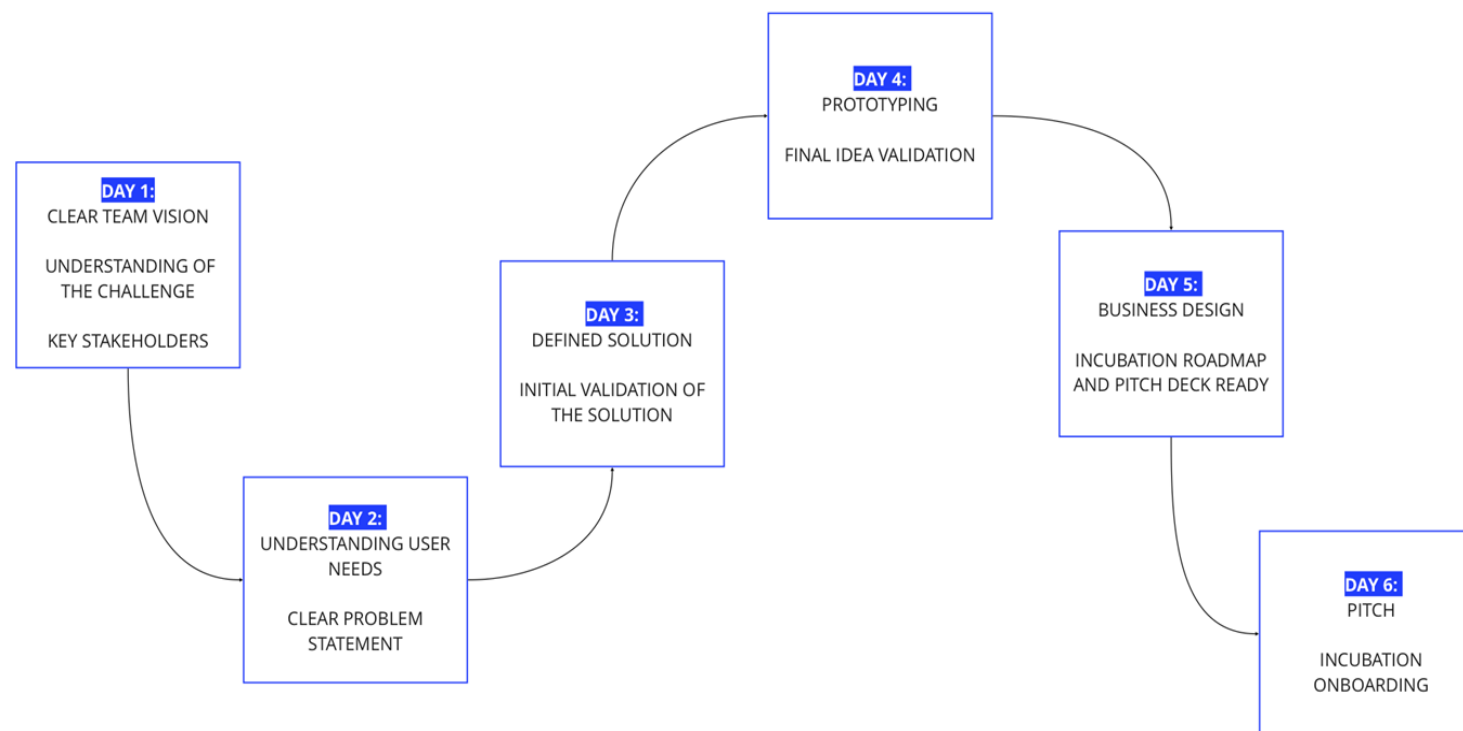 DAY 1:
CLEAR TEAM VISION
UNDERSTANDING OF
THE CHALLENGE
KEY STAKEHOLDERS
DAY 2:
UNDERSTANDING USER
NEEDS
CLEAR PROBLEM
STATEMENT
DAY 3:
DEFINED SOLUTION
INITIAL VALIDATION OF
THE SOLUTION
DAY 4:
PROTOTYPING
FINAL IDEA VALIDATION
DAY 5:
BUSINESS DESIGN
INCUBATION ROADMAP
AND PITCH DECK READY
DAY 6:
PITCH
INCUBATION
ONBOARDING